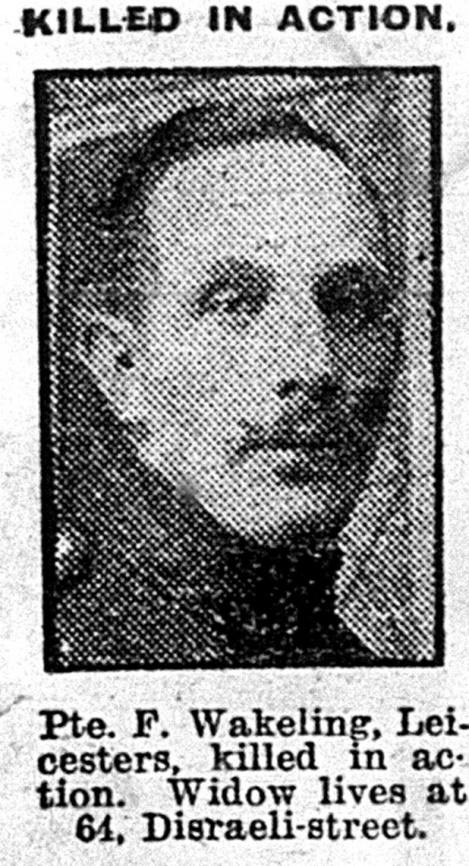 KILLED IN ACTION.
Pte. F. Wakeling, Lei-
cesters, killed in ac-
tion. Widow lives at
64, Disraeli-street.